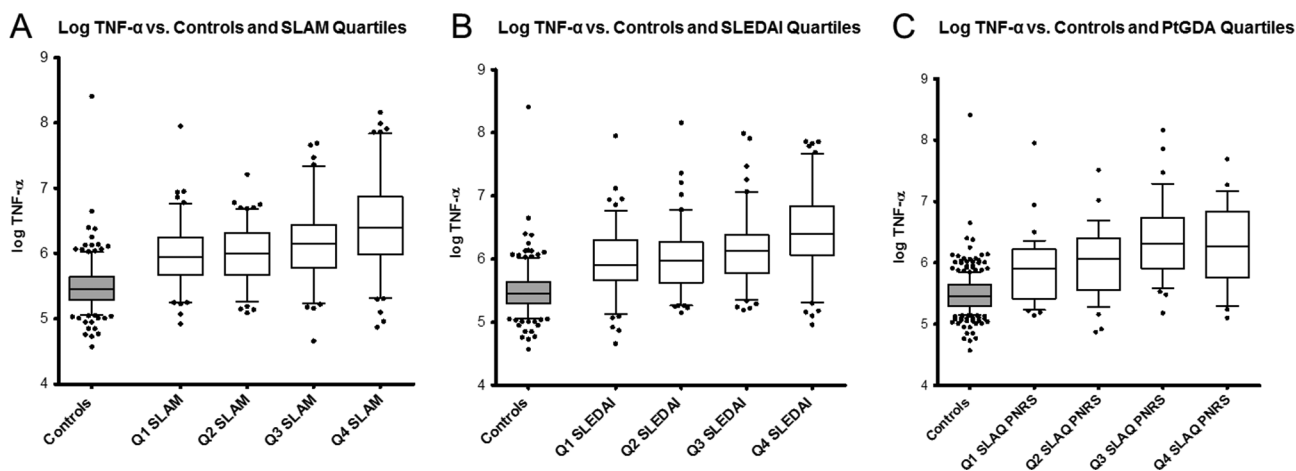 A
Log TNF-α vs. Controls and SLAM Quartiles
9
8
7
6
5
4
log TNF-α
Controls
Q1 SLAM
Q2 SLAM
Q3 SLAM
Q4 SLAM
B
Log TNF-α vs. Controls and SLEDAI Quartiles
9
8
7
6
5
4
log TNF-α
Controls
Q1 SLEDAI
Q2 SLEDAI
Q3 SLEDAI
Q4 SLEDAI
C
Log TNF-α vs. Controls and PtGDA Quartiles
9
8
7
6
5
4
log TNF-α
Controls
Q1 SLAQ PNRS
Q2 SLAQ PNRS
Q3 SLAQ PNRS
Q4 SLAQ PNRS